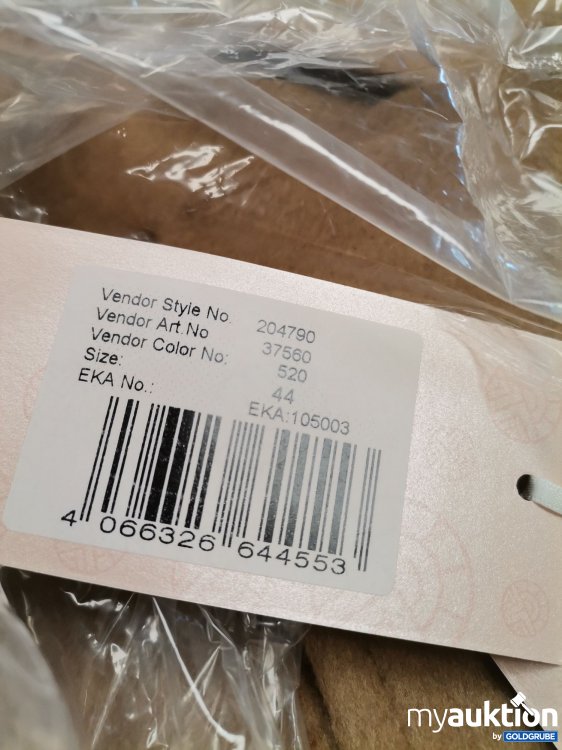 Vendor Style No. 204790
Vendor Art.No 37560
Vendor Color No: 520
Size: 44
EKA No.: EKA:105003
4 066326 644553
myauktion
by GOLDGRUBE